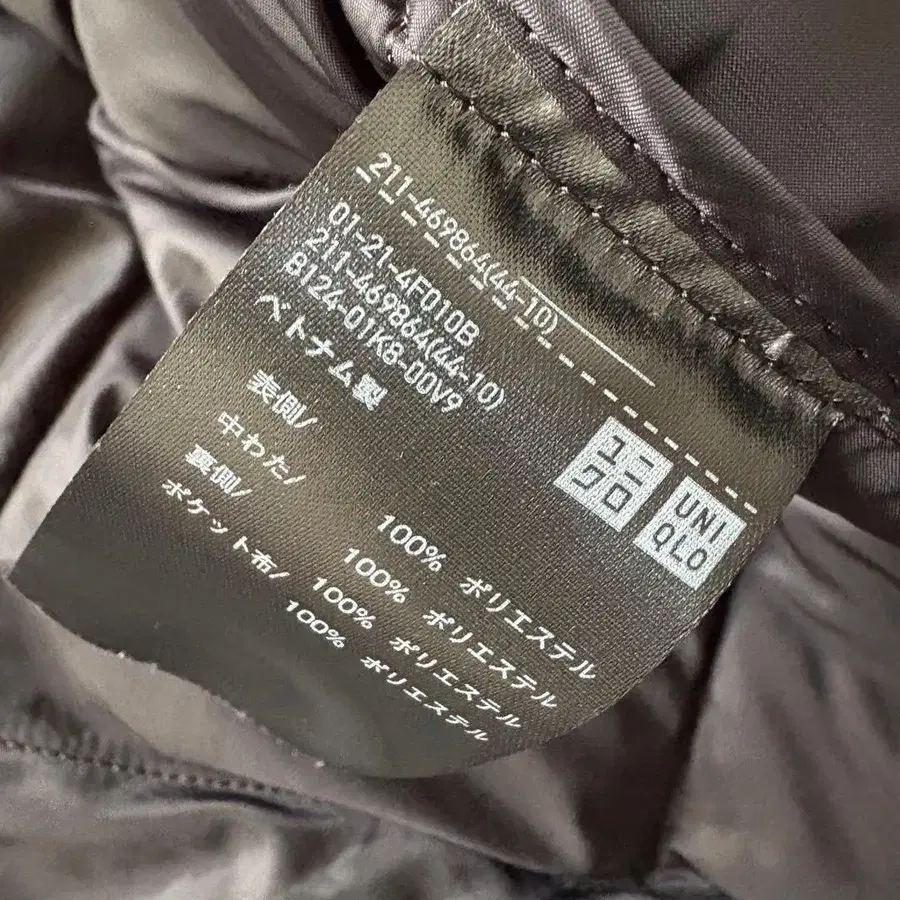 211-469864(44-10)
01-21-4F010B
211-469864(44-10)
8124-01K8-00V9
ベトナム製
ユニクロ
UNIQLO
表側/ 100% ポリエステル
中わた/ 100% ポリエステル
裏側/ 100% ポリエステル
ポケット布/ 100% ポリエステル